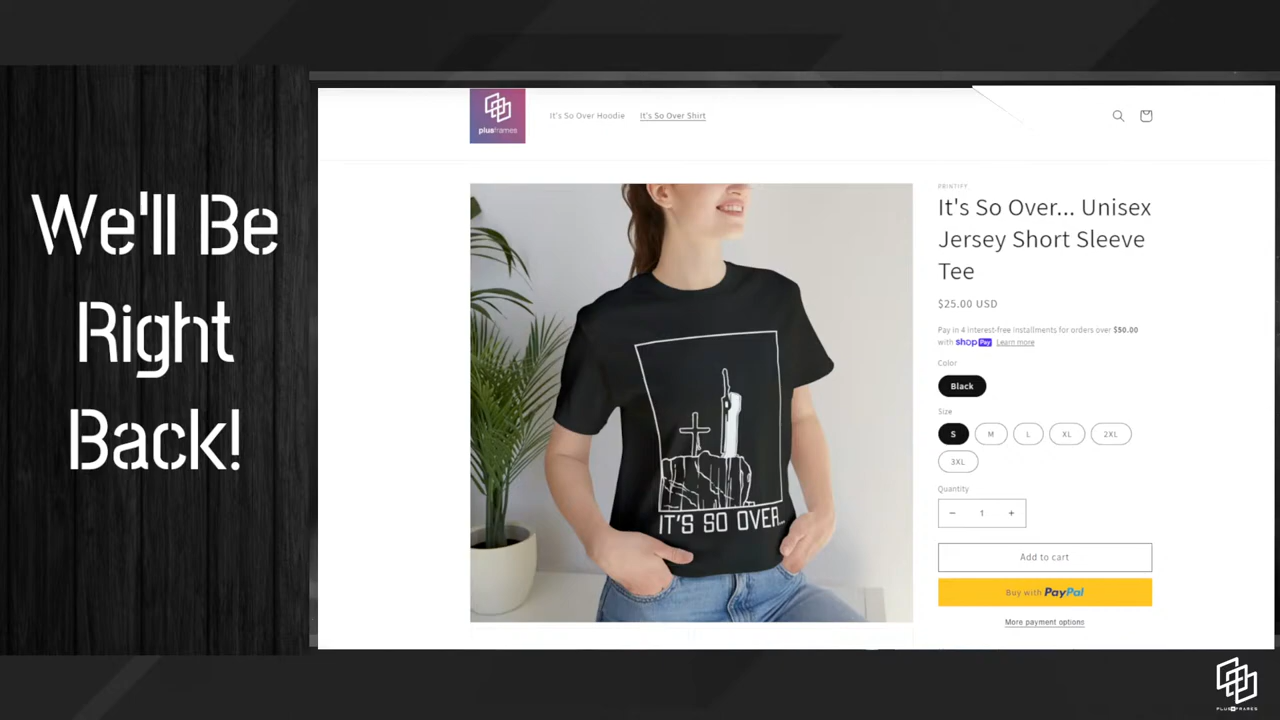 We'll Be
Right
Back!
plusframes
It's So Over Hoodie
It's So Over Shirt
PRINTIFY
It's So Over... Unisex
Jersey Short Sleeve
Tee
$25.00 USD
Pay in 4 interest-free installments for orders over $50.00
with shop Pay Learn more
Color
Black
Size
S M L XL 2XL
3XL
Quantity
− 1 +
Add to cart
Buy with PayPal
More payment options
IT'S SO OVER...
PLUS FRAMES